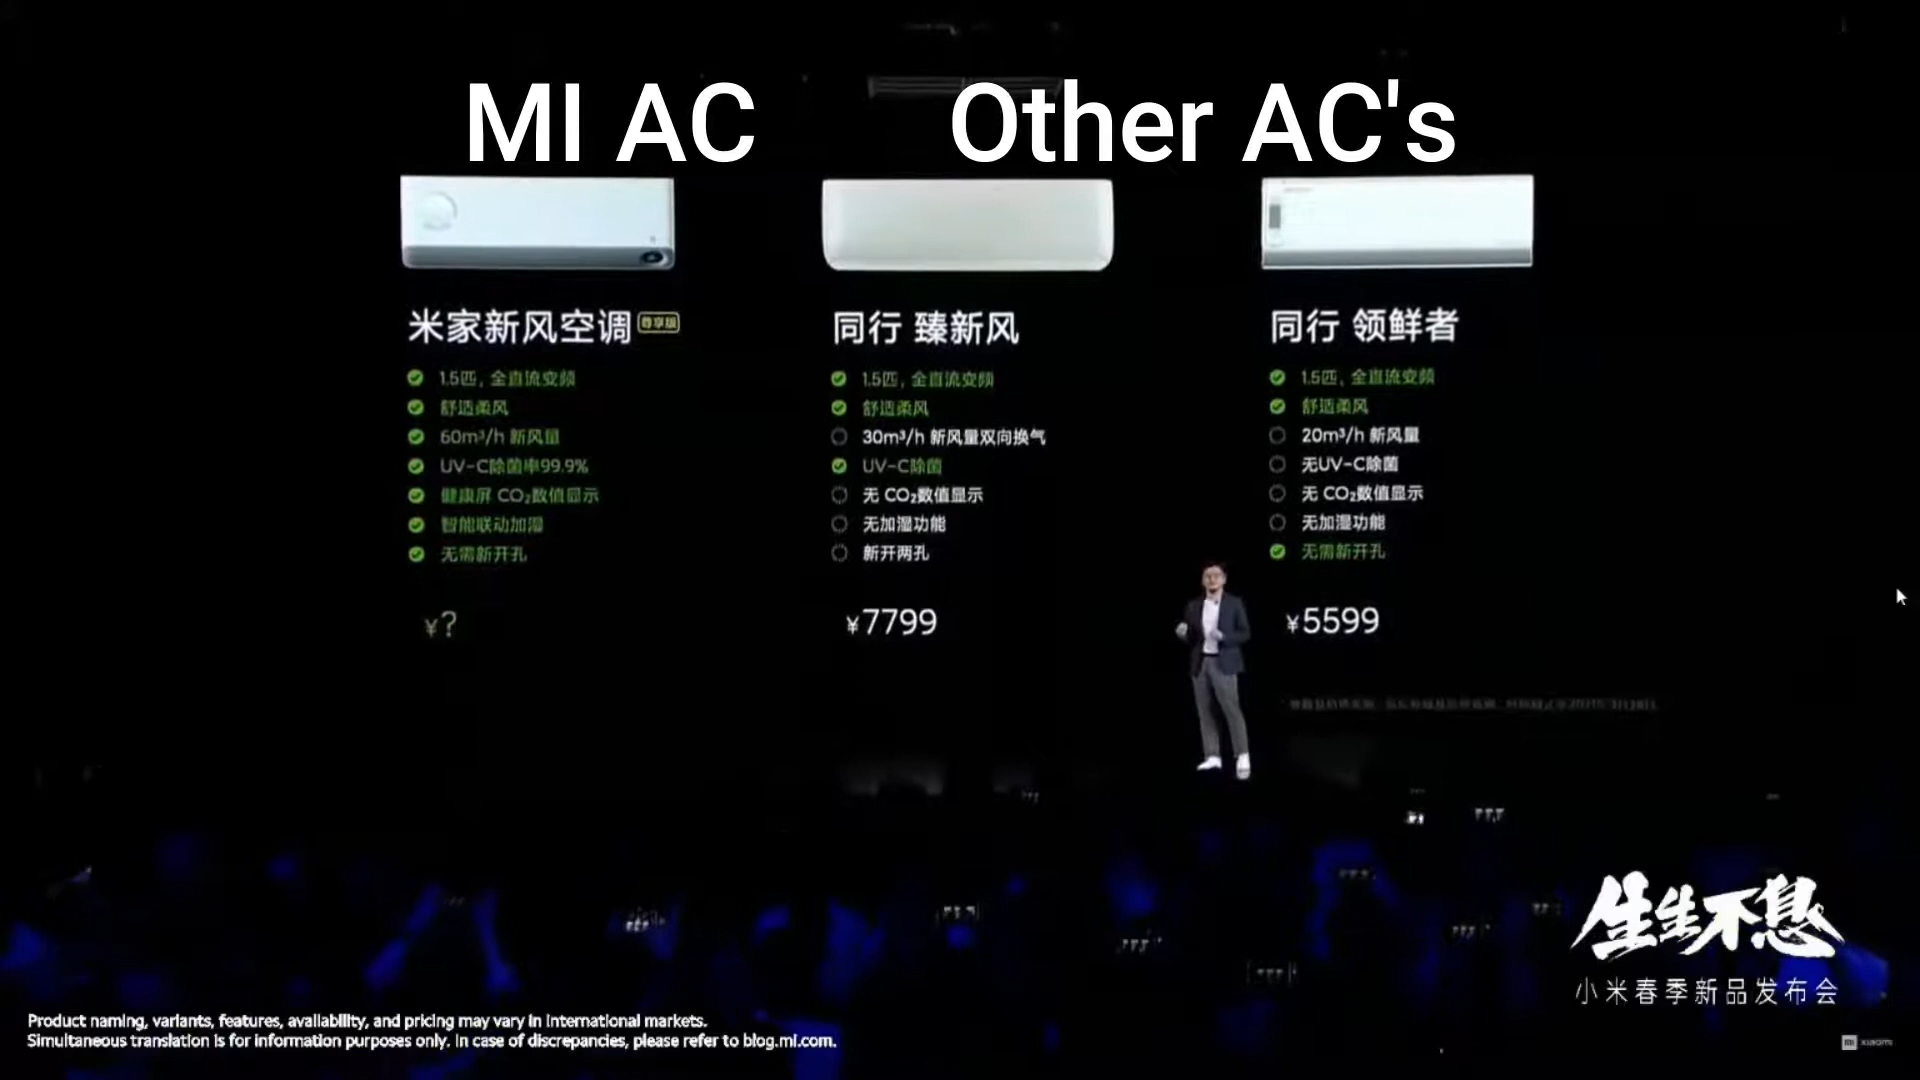 MI AC
Other AC's
米家新风空调 尊享版
1.5匹, 全直流变频
舒适柔风
60m³/h 新风量
UV-C除菌率99.9%
健康屏 CO₂数值显示
智能联动加湿
无需新开孔
¥?
同行 臻新风
1.5匹, 全直流变频
舒适柔风
30m³/h 新风量双向换气
UV-C除菌
无 CO₂数值显示
无加湿功能
新开两孔
¥7799
同行 领鲜者
1.5匹, 全直流变频
舒适柔风
20m³/h 新风量
无UV-C除菌
无 CO₂数值显示
无加湿功能
无需新开孔
¥5599
生生不息
小米春季新品发布会
Product naming, variants, features, availability, and pricing may vary in international markets.
Simultaneous translation is for information purposes only. In case of discrepancies, please refer to blog.mi.com.
mi xiaomi